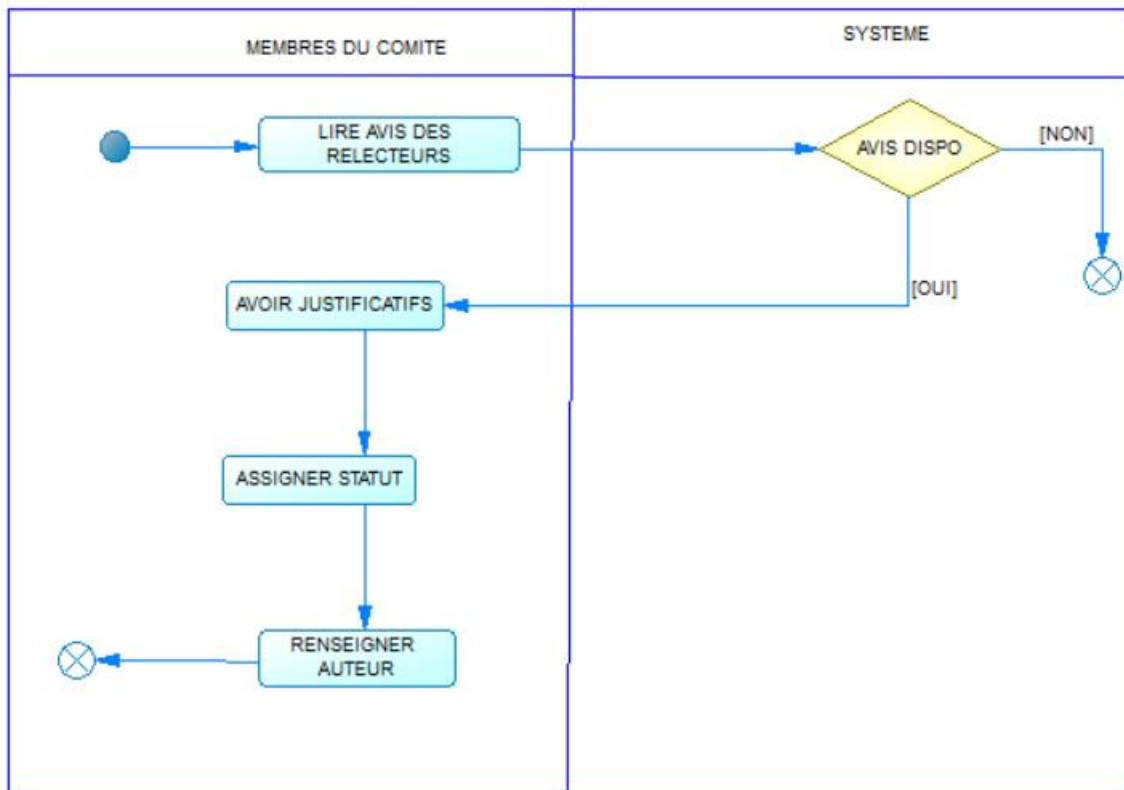 MEMBRES DU COMITE
SYSTEME
LIRE AVIS DES
RELECTEURS
AVIS DISPO
[NON]
[OUI]
AVOIR JUSTIFICATIFS
ASSIGNER STATUT
RENSEIGNER
AUTEUR